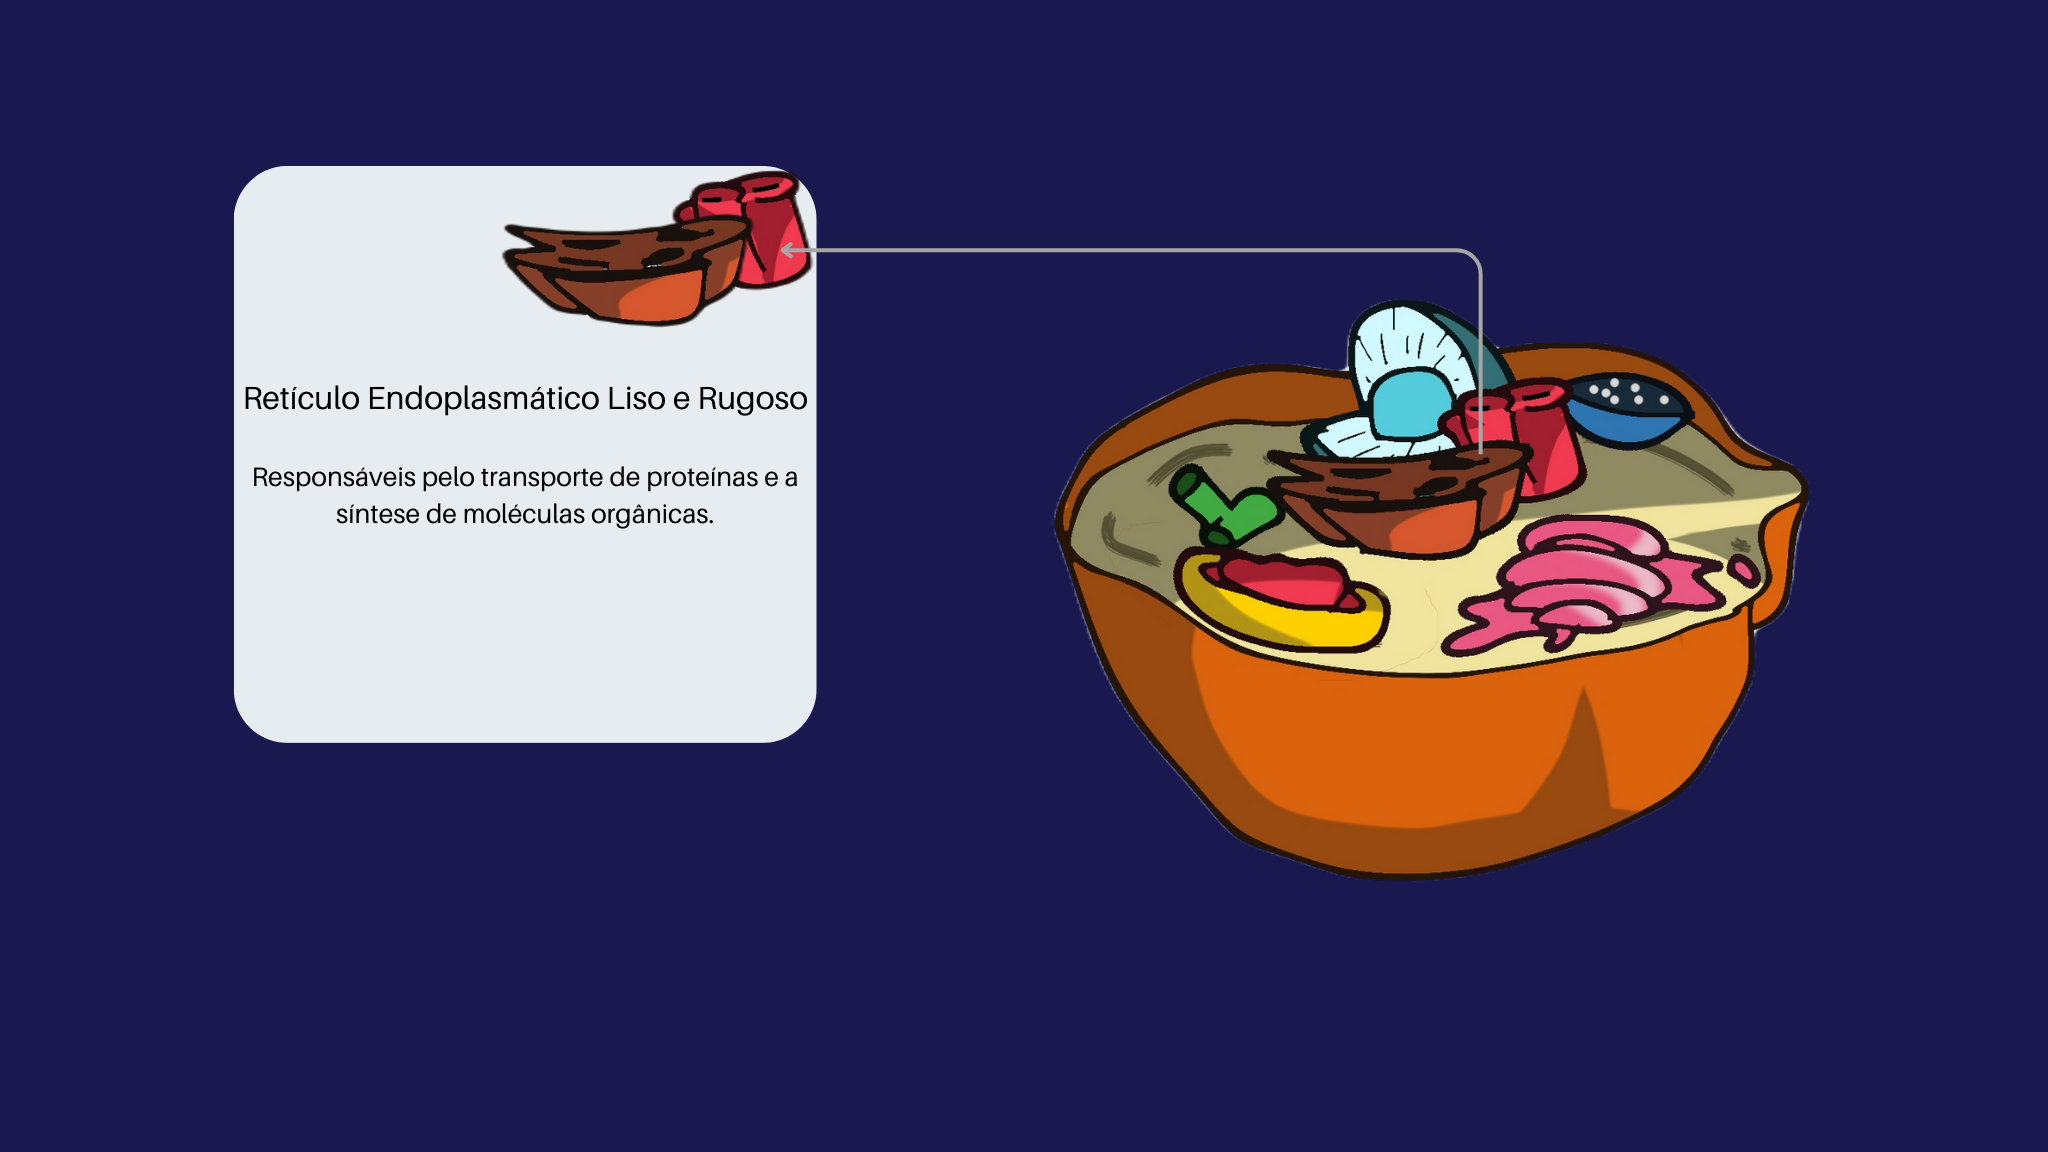 Retículo Endoplasmático Liso e Rugoso
Responsáveis pelo transporte de proteínas e a
síntese de moléculas orgânicas.